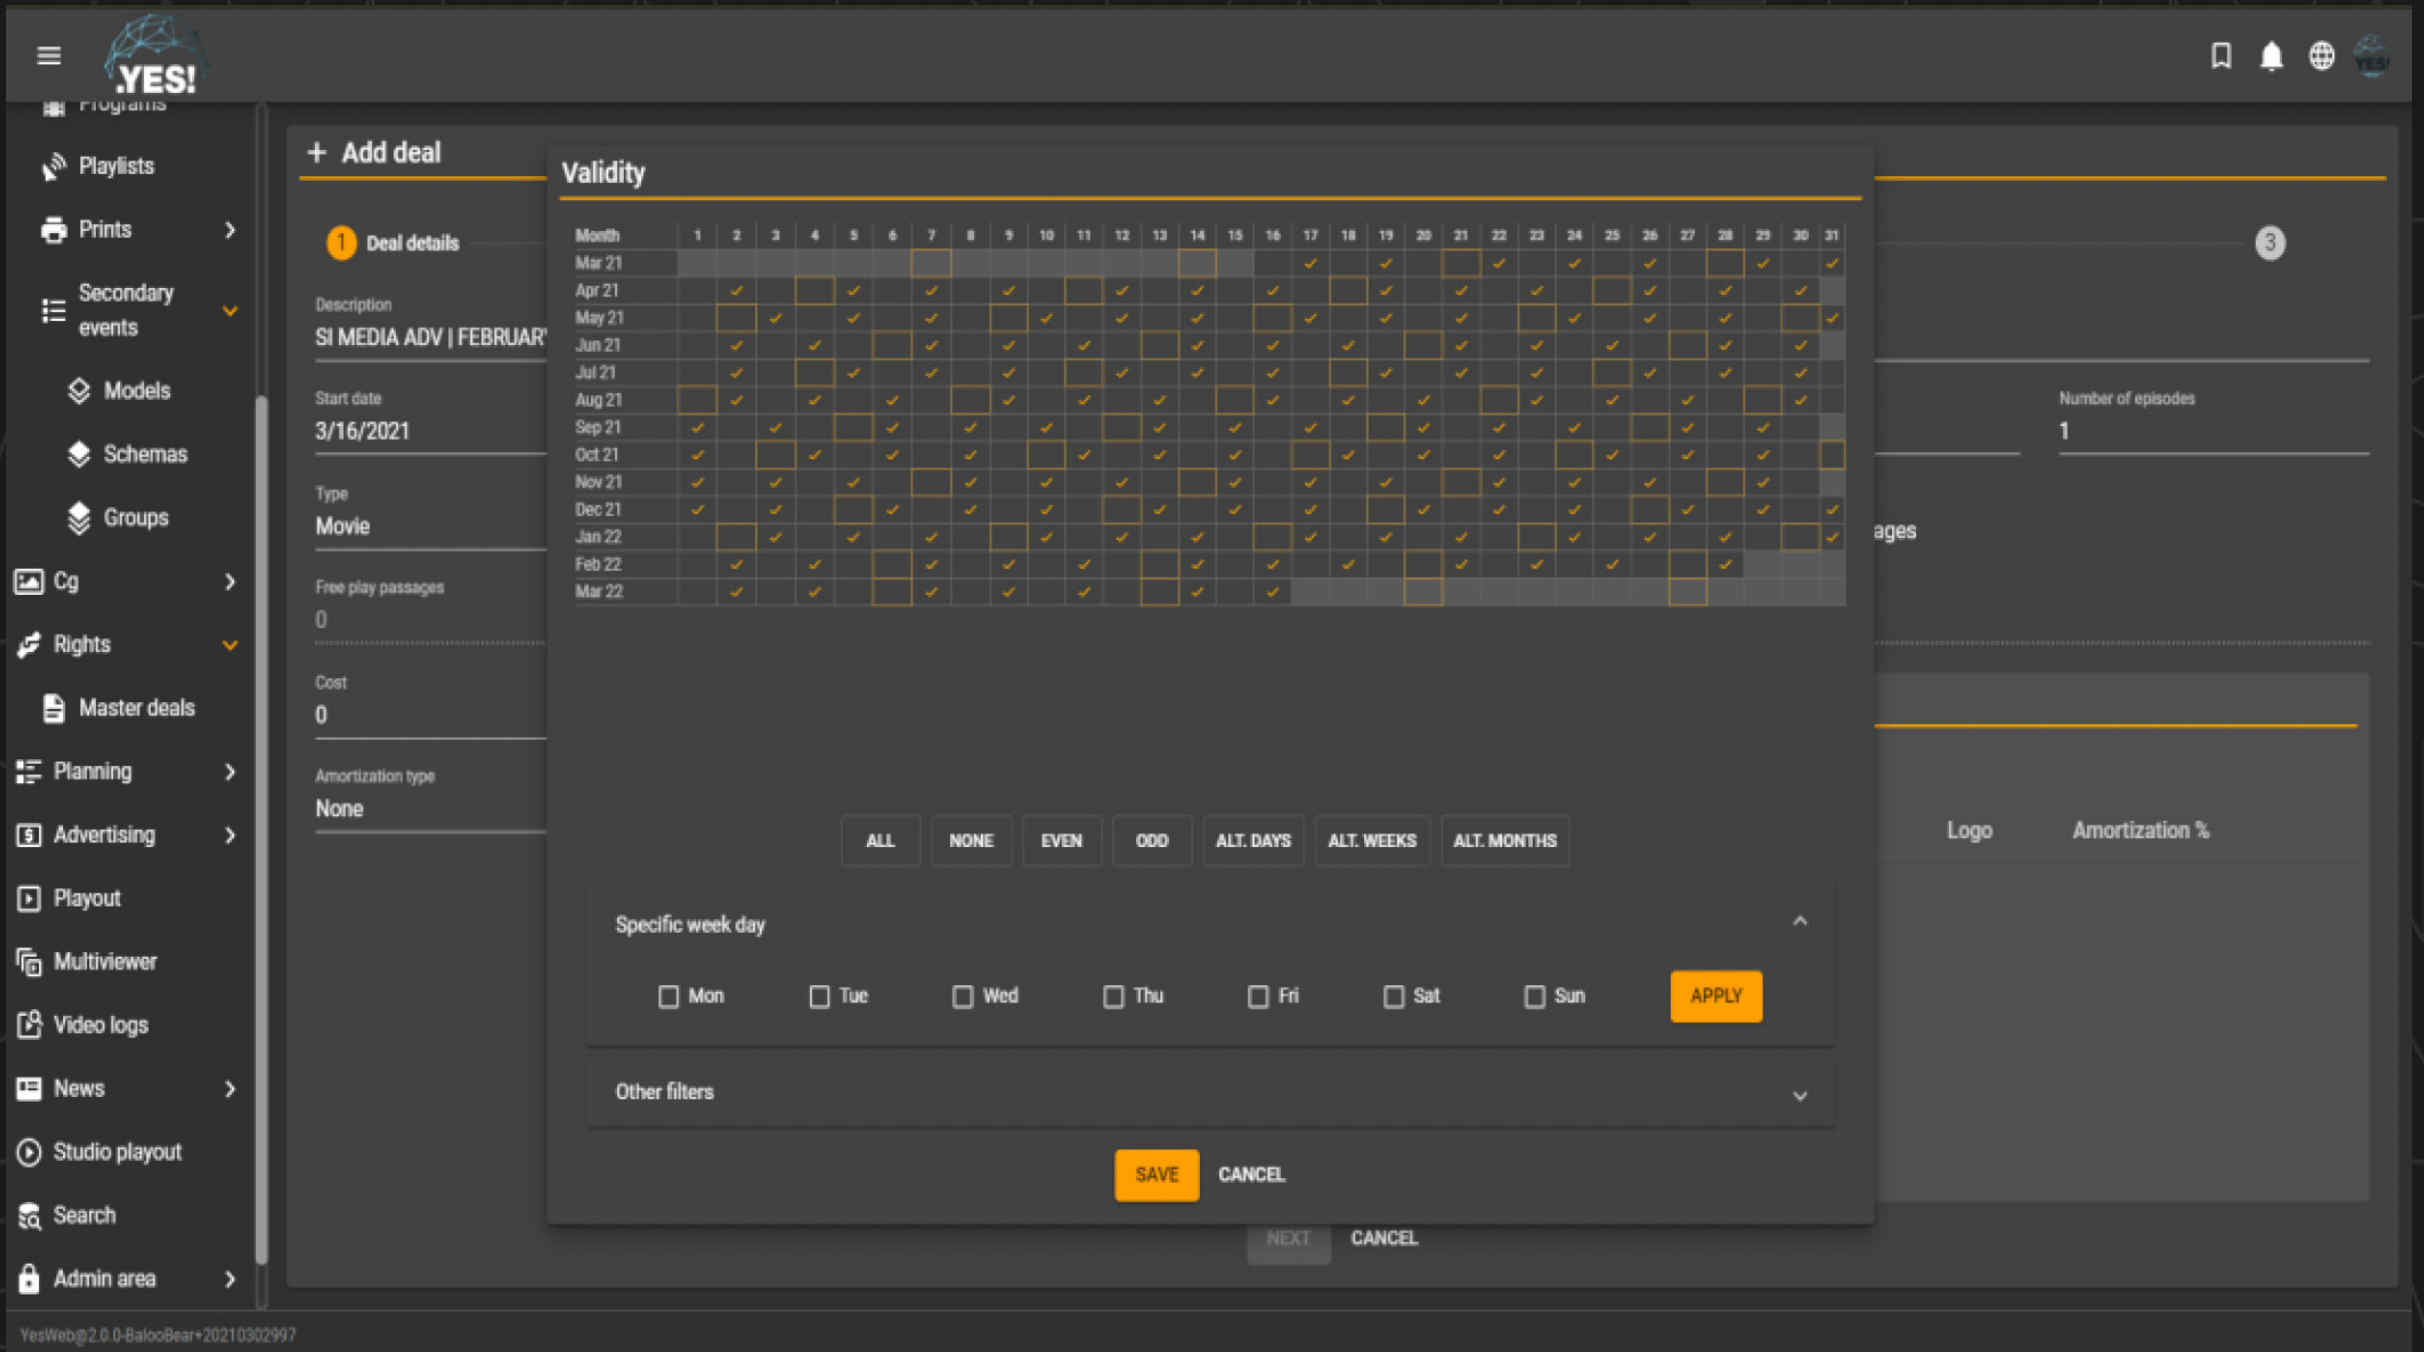 .YES!
YES!
Programs
Playlists
Prints
Secondary
events
Models
Schemas
Groups
Cg
Rights
Master deals
Planning
Advertising
Playout
Multiviewer
Video logs
News
Studio playout
Search
Admin area
+ Add deal
1 Deal details
3
Description
SI MEDIA ADV | FEBRUARY
Start date
3/16/2021
Type
Movie
Free play passages
0
Cost
0
Amortization type
None
Validity
Month 1 2 3 4 5 6 7 8 9 10 11 12 13 14 15 16 17 18 19 20 21 22 23 24 25 26 27 28 29 30 31
Mar 21
Apr 21
May 21
Jun 21
Jul 21
Aug 21
Sep 21
Oct 21
Nov 21
Dec 21
Jan 22
Feb 22
Mar 22
ALL NONE EVEN ODD ALT. DAYS ALT. WEEKS ALT. MONTHS
Specific week day
Mon Tue Wed Thu Fri Sat Sun APPLY
Other filters
SAVE CANCEL
Number of episodes
1
ages
Logo Amortization %
NEXT CANCEL
YesWeb@2.0.0-BalooBear+20210302997